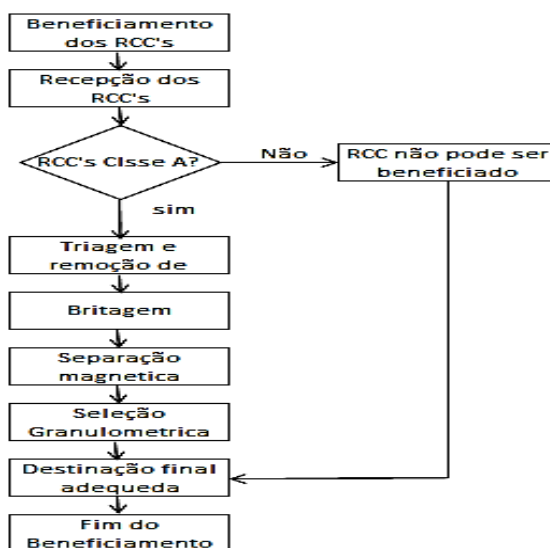 Beneficiamento
dos RCC's
Recepção dos
RCC's
RCC's Clsse A?
Não
RCC não pode ser
beneficiado
sim
Triagem e
remoção de
Britagem
Separação
magnetica
Seleção
Granulometrica
Destinação final
adequeda
Fim do
Beneficiamento